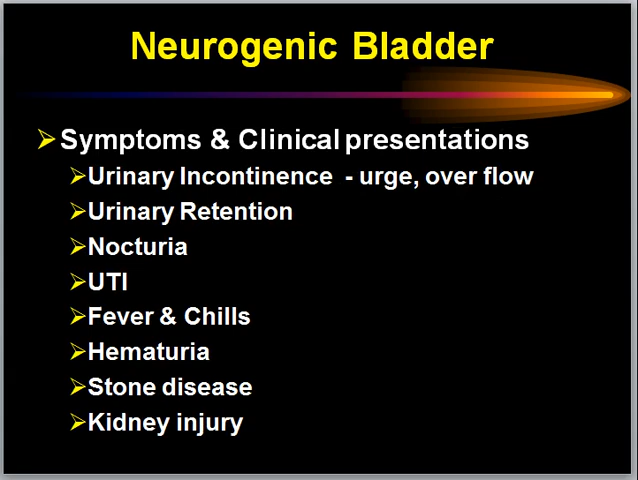 Neurogenic Bladder
Symptoms & Clinical presentations
Urinary Incontinence - urge, over flow
Urinary Retention
Nocturia
UTI
Fever & Chills
Hematuria
Stone disease
Kidney injury